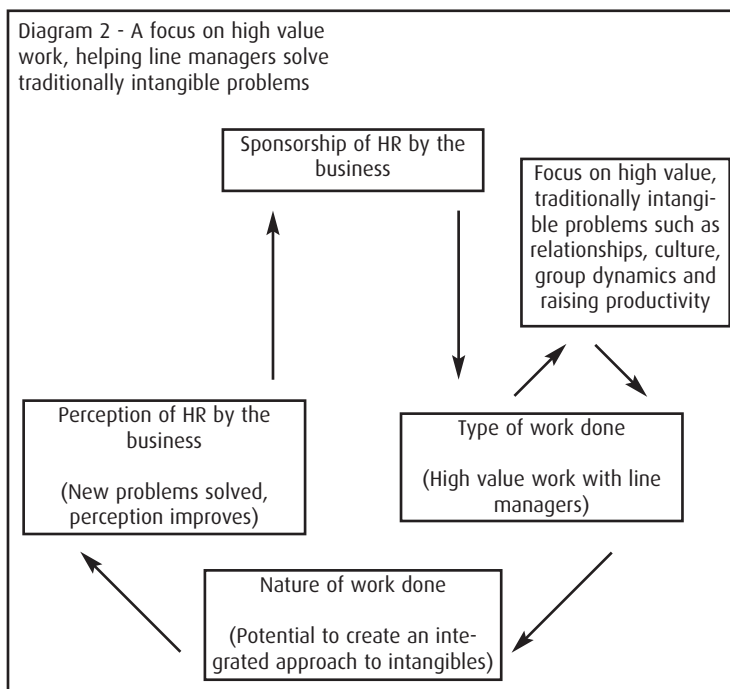 Diagram 2 - A focus on high value
work, helping line managers solve
traditionally intangible problems
Sponsorship of HR by the
business
Focus on high value,
traditionally intangi-
ble problems such as
relationships, culture,
group dynamics and
raising productivity
Perception of HR by the
business
(New problems solved,
perception improves)
Type of work done
(High value work with line
managers)
Nature of work done
(Potential to create an inte-
grated approach to intangibles)